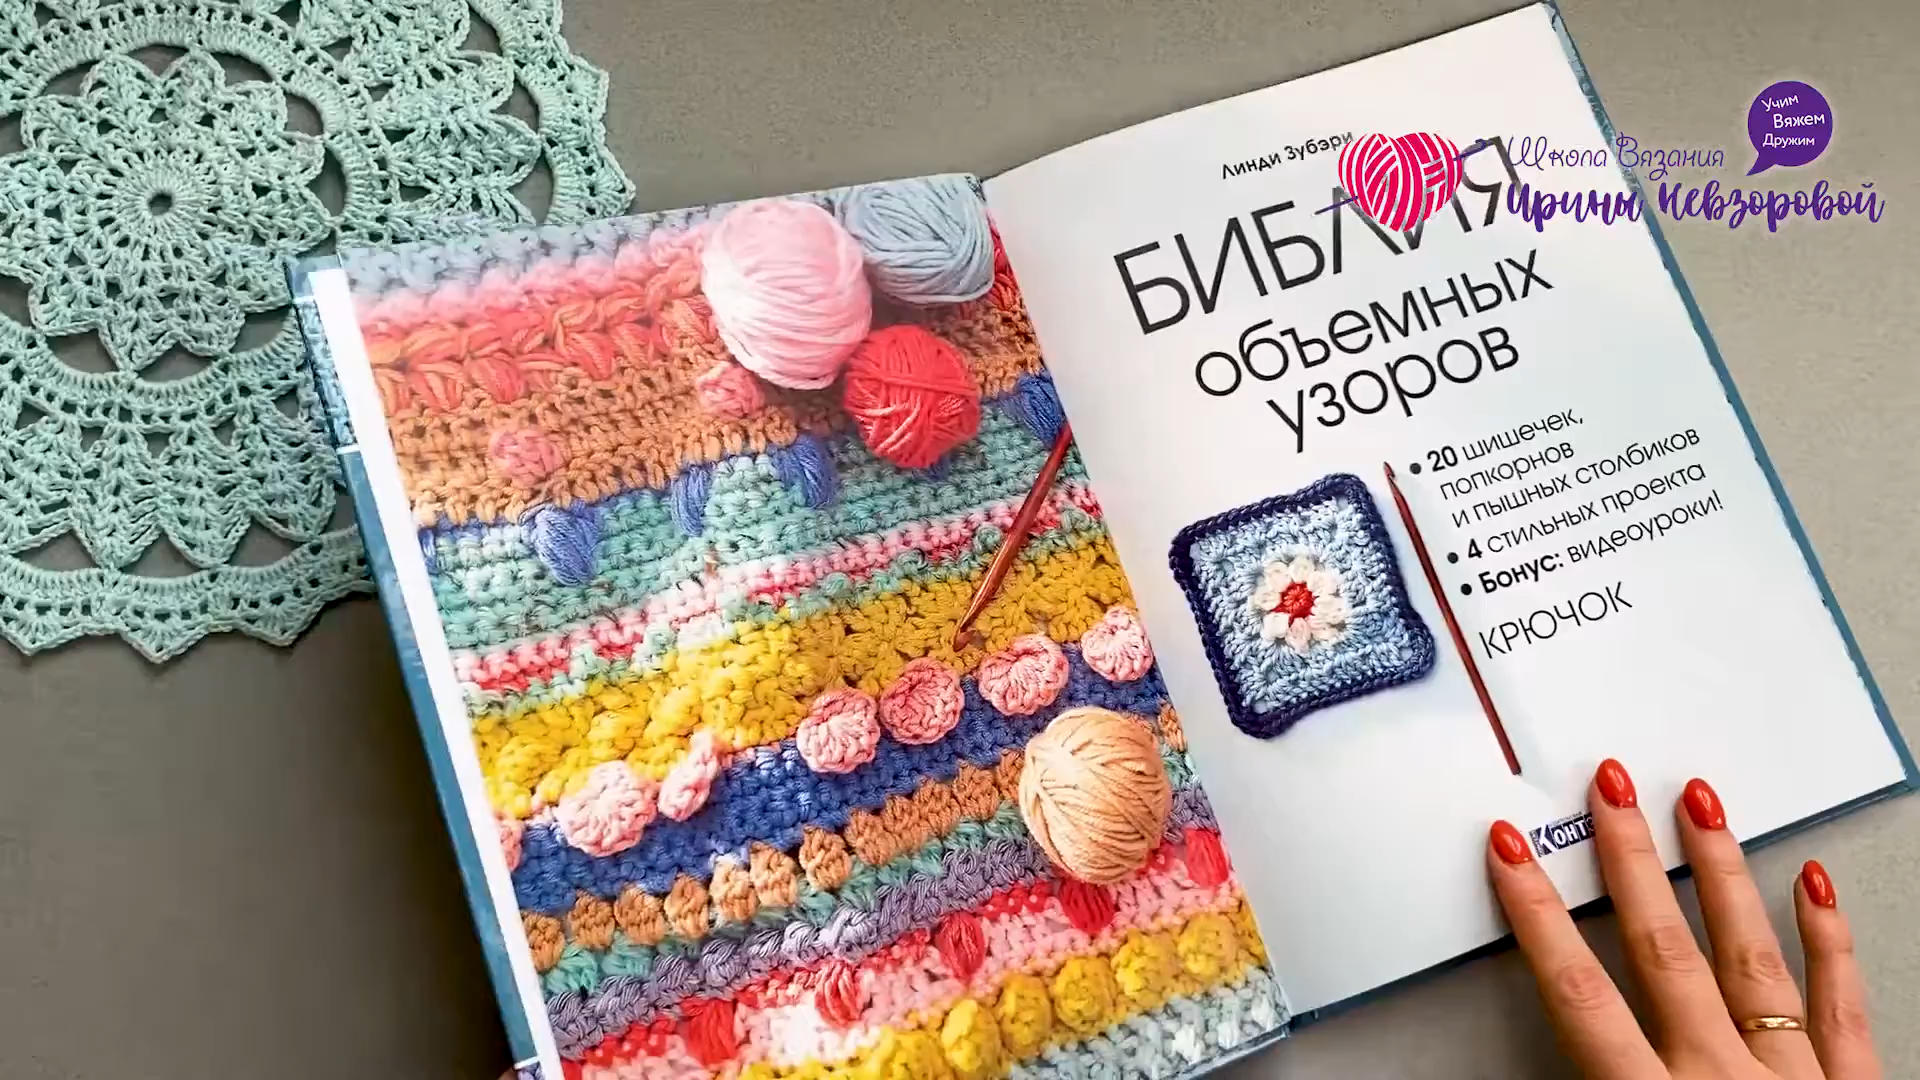 Линди Зубэри
БИБЛИЯ
объемных
узоров
• 20 шишечек,
попкорнов
и пышных столбиков
• 4 стильных проекта
• Бонус: видеоуроки!
КРЮЧОК
Учим
Вяжем
Дружим
Школа Вязания
Ирины Невзоровой